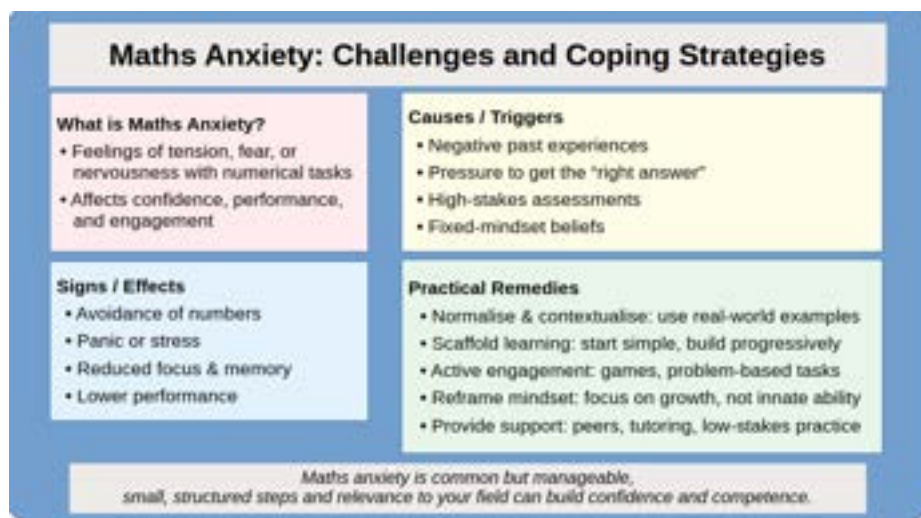 Maths Anxiety: Challenges and Coping Strategies
What is Maths Anxiety?
• Feelings of tension, fear, or
nervousness with numerical tasks
• Affects confidence, performance,
and engagement
Causes / Triggers
• Negative past experiences
• Pressure to get the "right answer"
• High-stakes assessments
• Fixed-mindset beliefs
Signs / Effects
• Avoidance of numbers
• Panic or stress
• Reduced focus & memory
• Lower performance
Practical Remedies
• Normalise & contextualise: use real-world examples
• Scaffold learning: start simple, build progressively
• Active engagement: games, problem-based tasks
• Reframe mindset: focus on growth, not innate ability
• Provide support: peers, tutoring, low-stakes practice
Maths anxiety is common but manageable,
small, structured steps and relevance to your field can build confidence and competence.